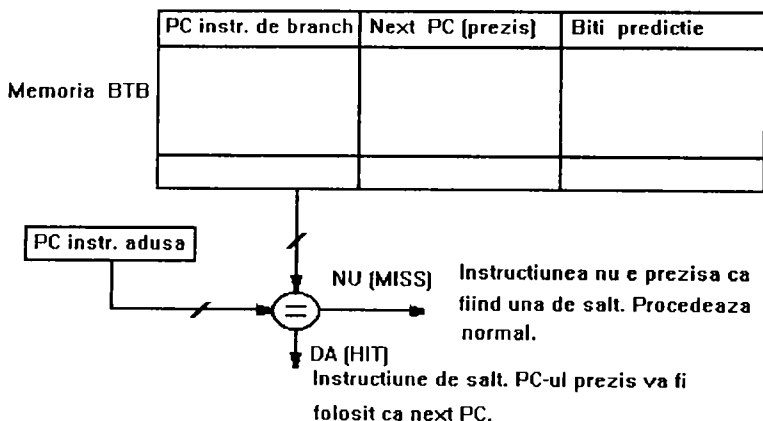 PC instr. de branch Next PC (prezis) Biti predictie
Memoria BTB
PC instr. adusa
NU (MISS)
Instructiunea nu e prezisa ca
fiind una de salt. Procedeaza
normal.
=
DA (HIT)
Instructiune de salt. PC-ul prezis va fi
folosit ca next PC.